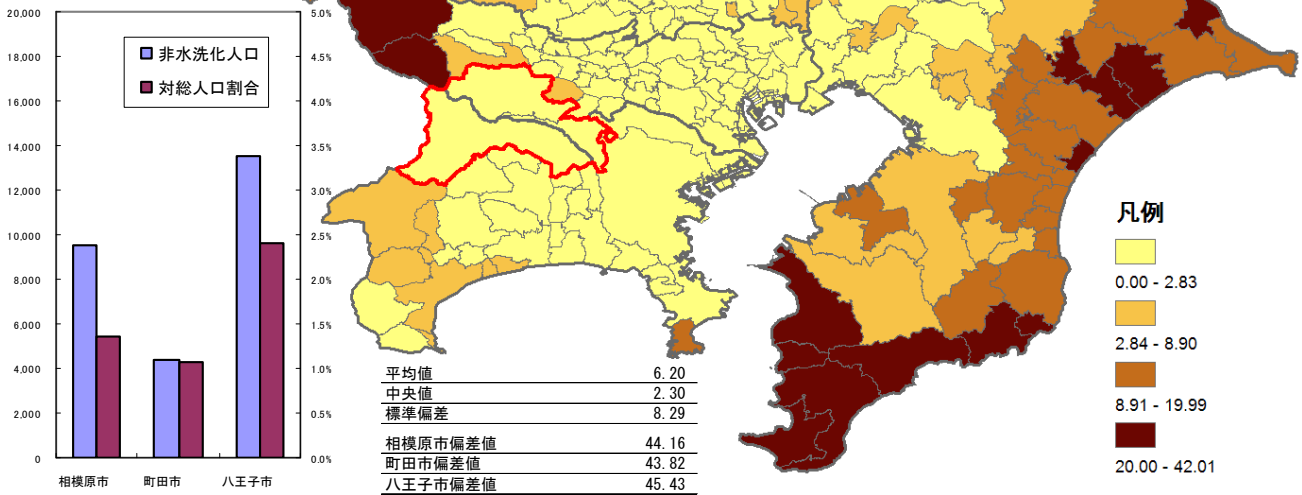 20,000
18,000
16,000
14,000
12,000
10,000
8,000
6,000
4,000
2,000
0
5.0%
4.5%
4.0%
3.5%
3.0%
2.5%
2.0%
1.5%
1.0%
0.5%
0.0%
非水洗化人口
対総人口割合
相模原市 町田市 八王子市
平均値 6.20
中央値 2.30
標準偏差 8.29
相模原市偏差値 44.16
町田市偏差値 43.82
八王子市偏差値 45.43
凡例
0.00 - 2.83
2.84 - 8.90
8.91 - 19.99
20.00 - 42.01